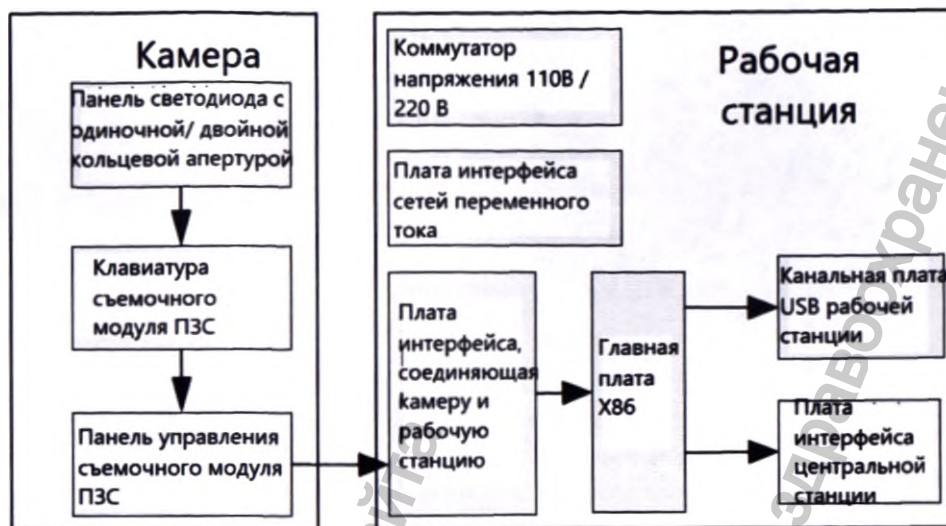 Камера
Панель светодиода с
одиночной/ двойной
кольцевой апертурой
Клавиатура
съемочного
модуля ПЗС
Панель управления
съемочного модуля
ПЗС
Рабочая
станция
Коммутатор
напряжения 110В /
220 В
Плата интерфейса
сетей переменного
тока
Плата
интерфейса,
соединяющая
камеру и
рабочую
станцию
Главная
плата
X86
Канальная плата
USB рабочей
станции
Плата
интерфейса
центральной
станции